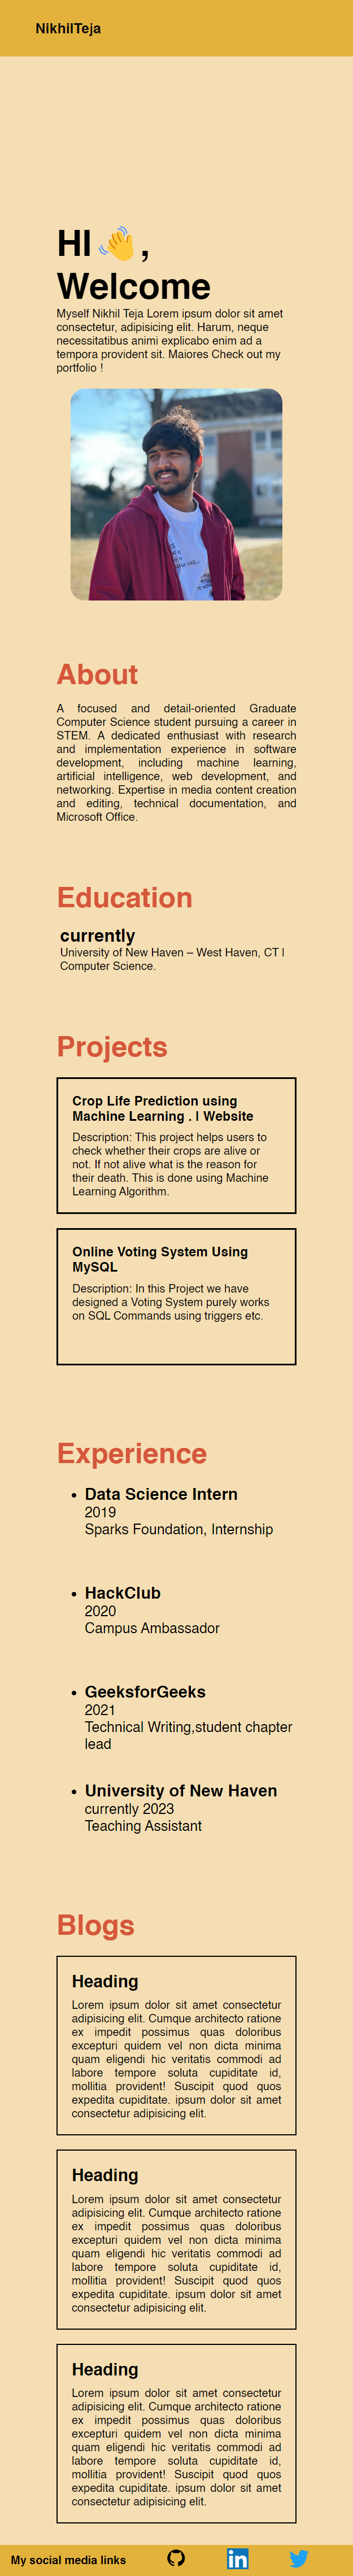 NikhilTeja
HI 👋 ,
Welcome
Myself Nikhil Teja Lorem ipsum dolor sit amet
consectetur, adipisicing elit. Harum, neque
necessitatibus animi explicabo enim ad a
tempora provident sit. Maiores Check out my
portfolio !
About
A focused and detail-oriented Graduate
Computer Science student pursuing a career in
STEM. A dedicated enthusiast with research
and implementation experience in software
development, including machine learning,
artificial intelligence, web development, and
networking. Expertise in media content creation
and editing, technical documentation, and
Microsoft Office.
Education
currently
University of New Haven – West Haven, CT |
Computer Science.
Projects
Crop Life Prediction using
Machine Learning . | Website
Description: This project helps users to
check whether their crops are alive or
not. If not alive what is the reason for
their death. This is done using Machine
Learning Algorithm.
Online Voting System Using
MySQL
Description: In this Project we have
designed a Voting System purely works
on SQL Commands using triggers etc.
Experience
• Data Science Intern
2019
Sparks Foundation, Internship
• HackClub
2020
Campus Ambassador
• GeeksforGeeks
2021
Technical Writing,student chapter
lead
• University of New Haven
currently 2023
Teaching Assistant
Blogs
Heading
Lorem ipsum dolor sit amet consectetur
adipisicing elit. Cumque architecto ratione
ex impedit possimus quas doloribus
excepturi quidem vel non dicta minima
quam eligendi hic veritatis commodi ad
labore tempore soluta cupiditate id,
mollitia provident! Suscipit quod quos
expedita cupiditate. ipsum dolor sit amet
consectetur adipisicing elit.
Heading
Lorem ipsum dolor sit amet consectetur
adipisicing elit. Cumque architecto ratione
ex impedit possimus quas doloribus
excepturi quidem vel non dicta minima
quam eligendi hic veritatis commodi ad
labore tempore soluta cupiditate id,
mollitia provident! Suscipit quod quos
expedita cupiditate. ipsum dolor sit amet
consectetur adipisicing elit.
Heading
Lorem ipsum dolor sit amet consectetur
adipisicing elit. Cumque architecto ratione
ex impedit possimus quas doloribus
excepturi quidem vel non dicta minima
quam eligendi hic veritatis commodi ad
labore tempore soluta cupiditate id,
mollitia provident! Suscipit quod quos
expedita cupiditate. ipsum dolor sit amet
consectetur adipisicing elit.
My social media links in